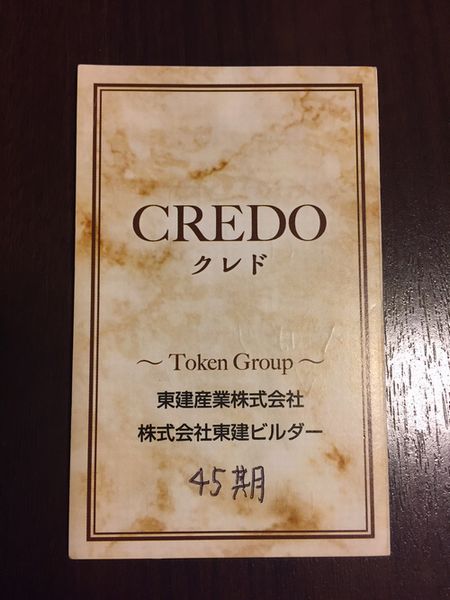 CREDO
クレド
～ Token Group ～
東建産業株式会社
株式会社東建ビルダー
45期